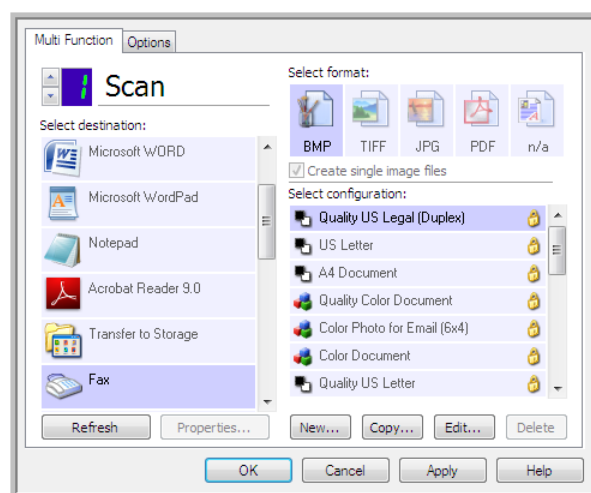 Multi Function
Options
1
Scan
Select destination:
Microsoft WORD
Microsoft WordPad
Notepad
Acrobat Reader 9.0
Transfer to Storage
Fax
Refresh
Properties...
Select format:
BMP
TIFF
JPG
PDF
n/a
Create single image files
Select configuration:
Quality US Legal (Duplex)
US Letter
A4 Document
Quality Color Document
Color Photo for Email (6x4)
Color Document
Quality US Letter
New...
Copy...
Edit...
Delete
OK
Cancel
Apply
Help